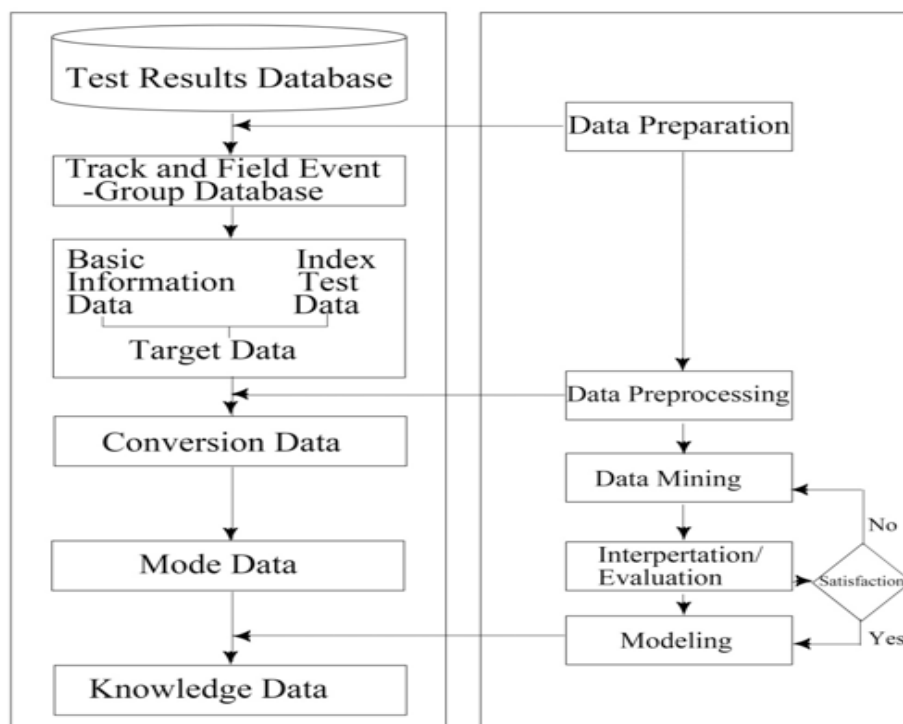 Test Results Database
Track and Field Event
-Group Database
Basic
Information
Data
Index
Test
Data
Target Data
Conversion Data
Mode Data
Knowledge Data
Data Preparation
Data Preprocessing
Data Mining
No
Interpertation/
Evaluation
Satisfaction
Yes
Modeling